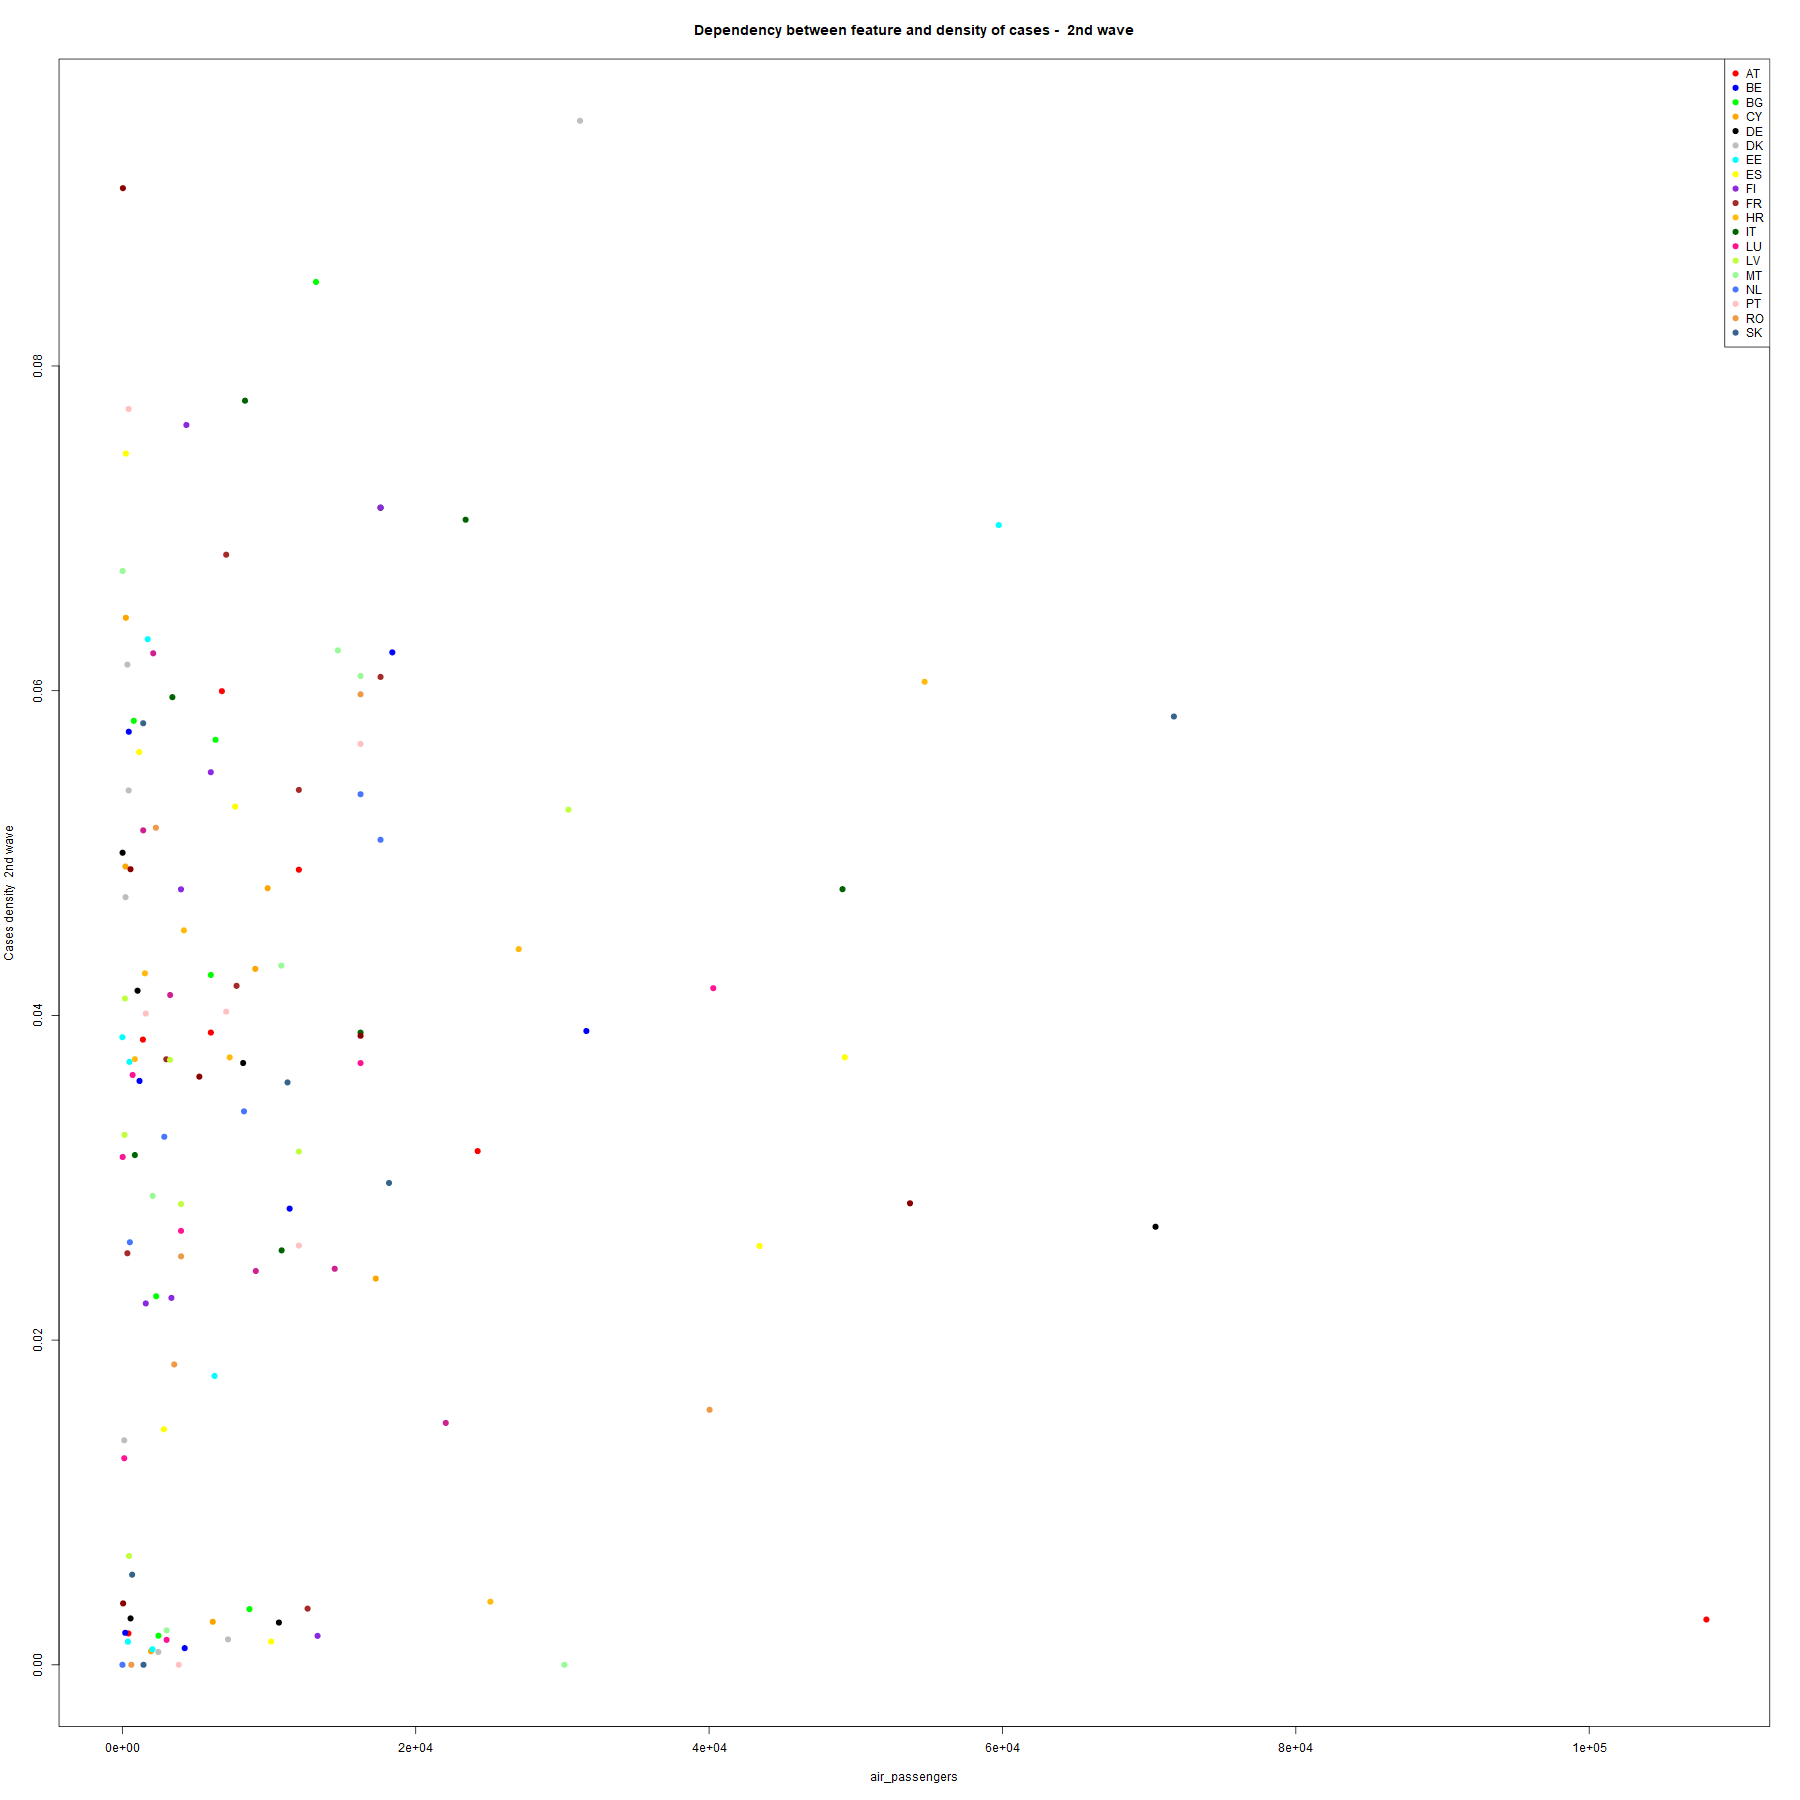 Dependency between feature and density of cases -  2nd wave
AT
BE
BG
CY
DE
DK
EE
ES
FI
FR
HR
IT
LU
LV
MT
NL
PT
RO
SK
Cases density  2nd wave
0.08
0.06
0.04
0.02
0.00
0e+00 2e+04 4e+04 6e+04 8e+04 1e+05
air_passengers